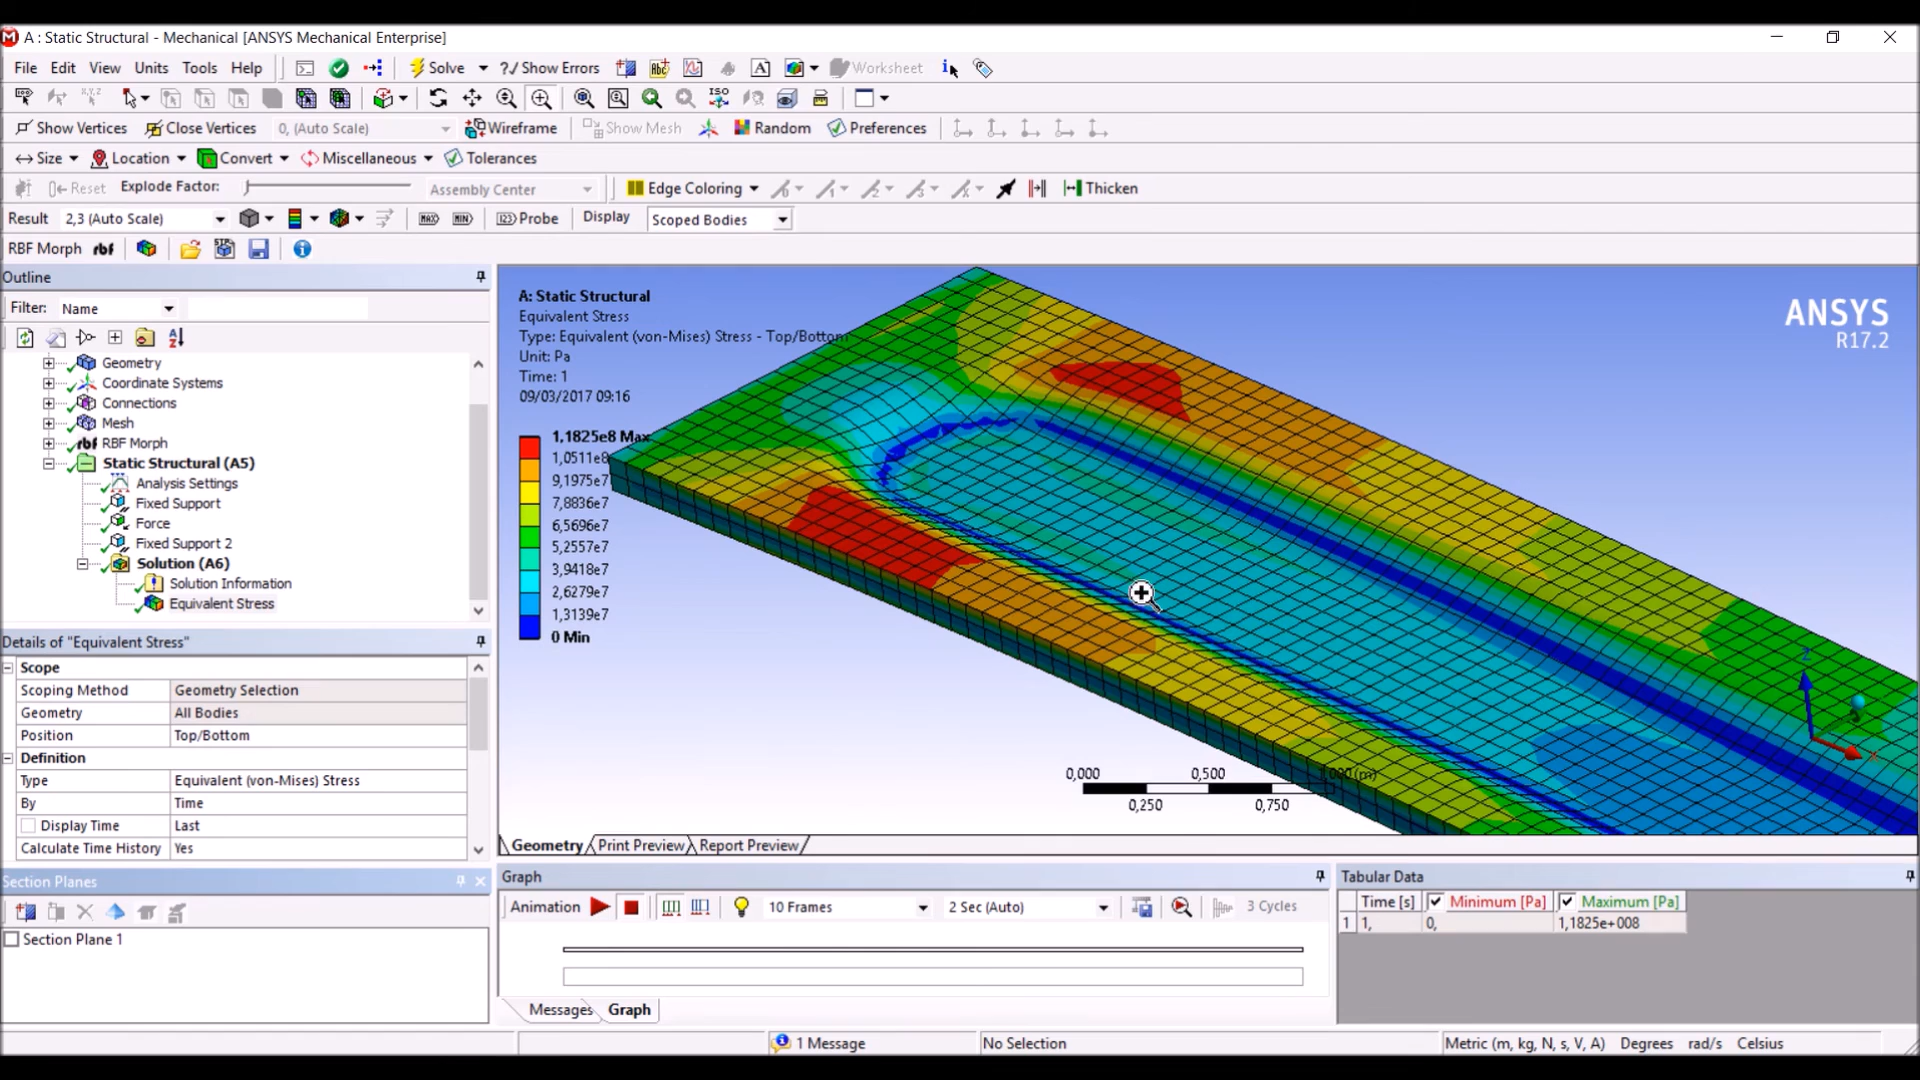 A : Static Structural - Mechanical [ANSYS Mechanical Enterprise]
File Edit View Units Tools Help Solve ?/ Show Errors Worksheet
Show Vertices Close Vertices 0, (Auto Scale) Wireframe Show Mesh Random Preferences
Size Location Convert Miscellaneous Tolerances
Reset Explode Factor: Assembly Center Edge Coloring Thicken
Result 2,3 (Auto Scale) MAX MIN Probe Display Scoped Bodies
RBF Morph rbf
Outline
Filter: Name
Geometry
Coordinate Systems
Connections
Mesh
rbf RBF Morph
Static Structural (A5)
Analysis Settings
Fixed Support
Force
Fixed Support 2
Solution (A6)
Solution Information
Equivalent Stress
Details of "Equivalent Stress"
Scope
Scoping Method Geometry Selection
Geometry All Bodies
Position Top/Bottom
Definition
Type Equivalent (von-Mises) Stress
By Time
Display Time Last
Calculate Time History Yes
Section Planes
Section Plane 1
A: Static Structural
Equivalent Stress
Type: Equivalent (von-Mises) Stress - Top/Bottom
Unit: Pa
Time: 1
09/03/2017 09:16
1,1825e8 Max
1,0511e8
9,1975e7
7,8836e7
6,5696e7
5,2557e7
3,9418e7
2,6279e7
1,3139e7
0 Min
ANSYS
R17.2
Z
X
0,000 0,500 1,000 (m)
0,250 0,750
Geometry Print Preview Report Preview
Graph
Animation 10 Frames 2 Sec (Auto) 3 Cycles
Messages Graph
Tabular Data
Time [s] Minimum [Pa] Maximum [Pa]
1 1, 0, 1,1825e+008
1 Message No Selection Metric (m, kg, N, s, V, A) Degrees rad/s Celsius